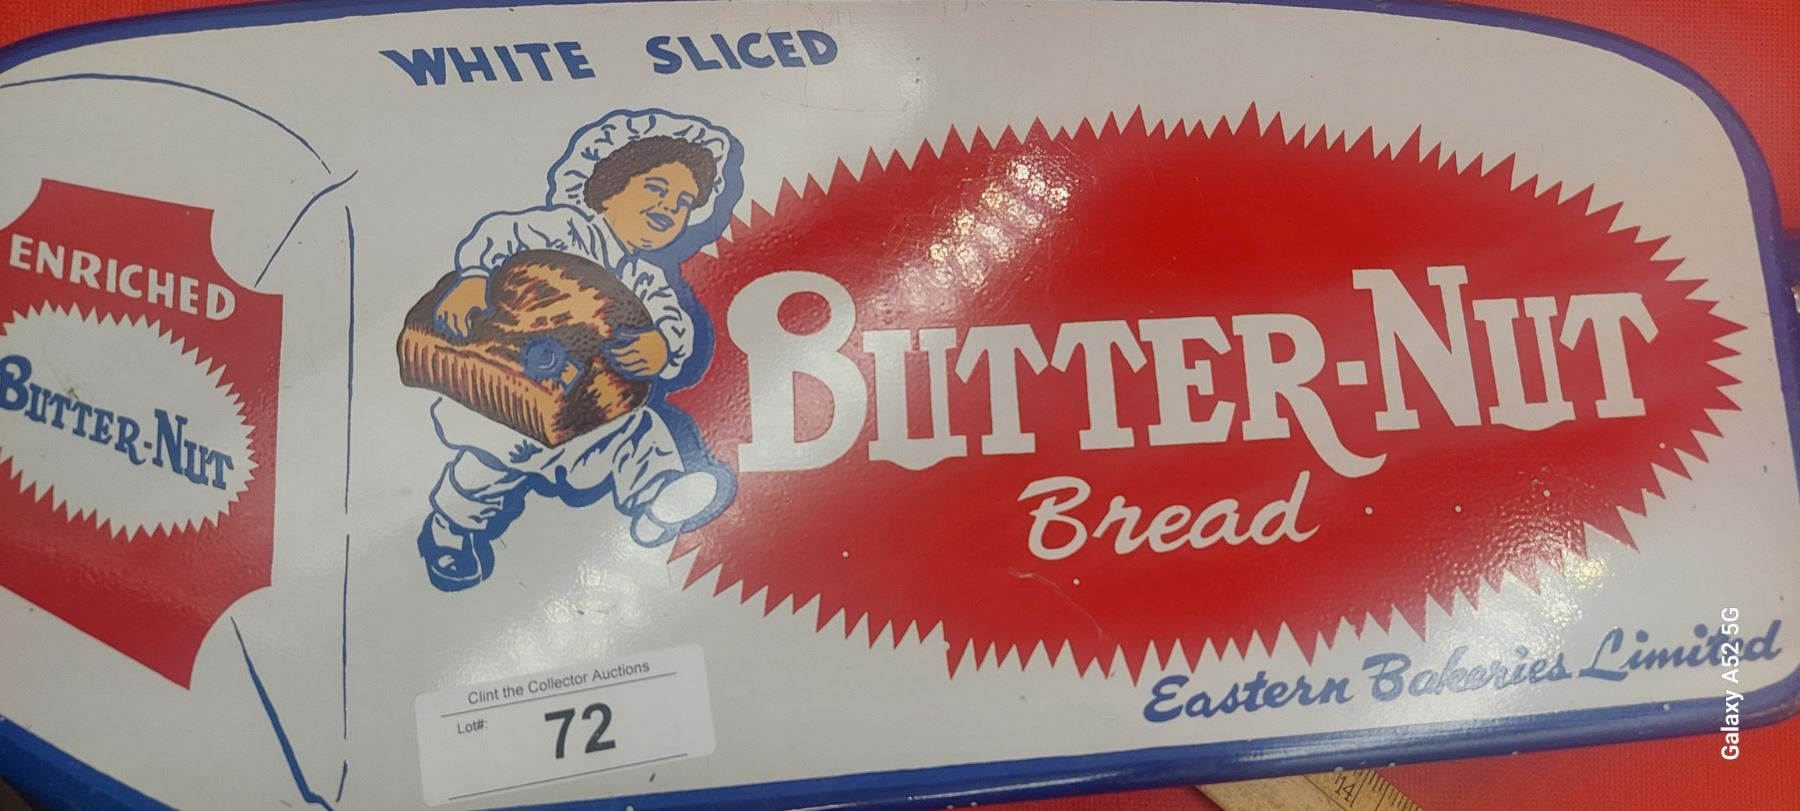 WHITE SLICED
ENRICHED
BUTTER-NUT
BUTTER-NUT
Bread
Eastern Bakeries Limited
Clint the Collector Auctions
Lot#:
72
14
Galaxy A52 5G